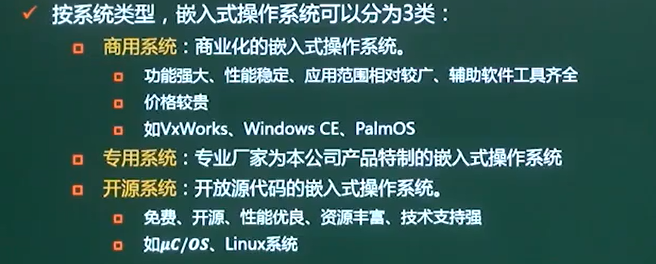 按系统类型，嵌入式操作系统可以分为3类：
商用系统：商业化的嵌入式操作系统。
功能强大、性能稳定、应用范围相对较广、辅助软件工具齐全
价格较贵
如VxWorks、Windows CE、PalmOS
专用系统：专业厂家为本公司产品特制的嵌入式操作系统
开源系统：开放源代码的嵌入式操作系统。
免费、开源、性能优良、资源丰富、技术支持强
如μC/OS、Linux系统